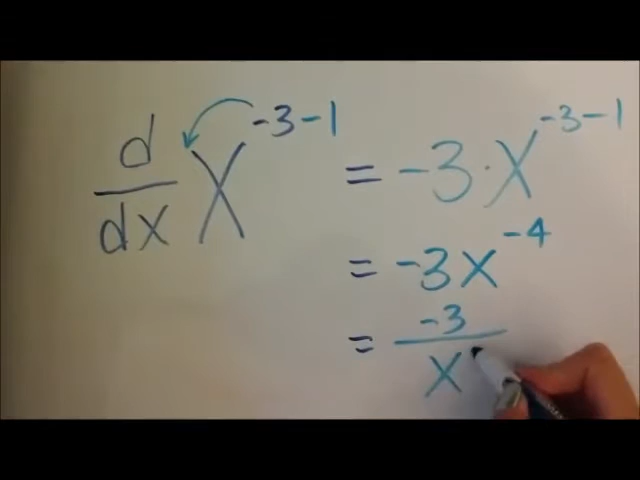 d/dx x^-3-1 = -3·x^-3-1
= -3x^-4
= -3/x